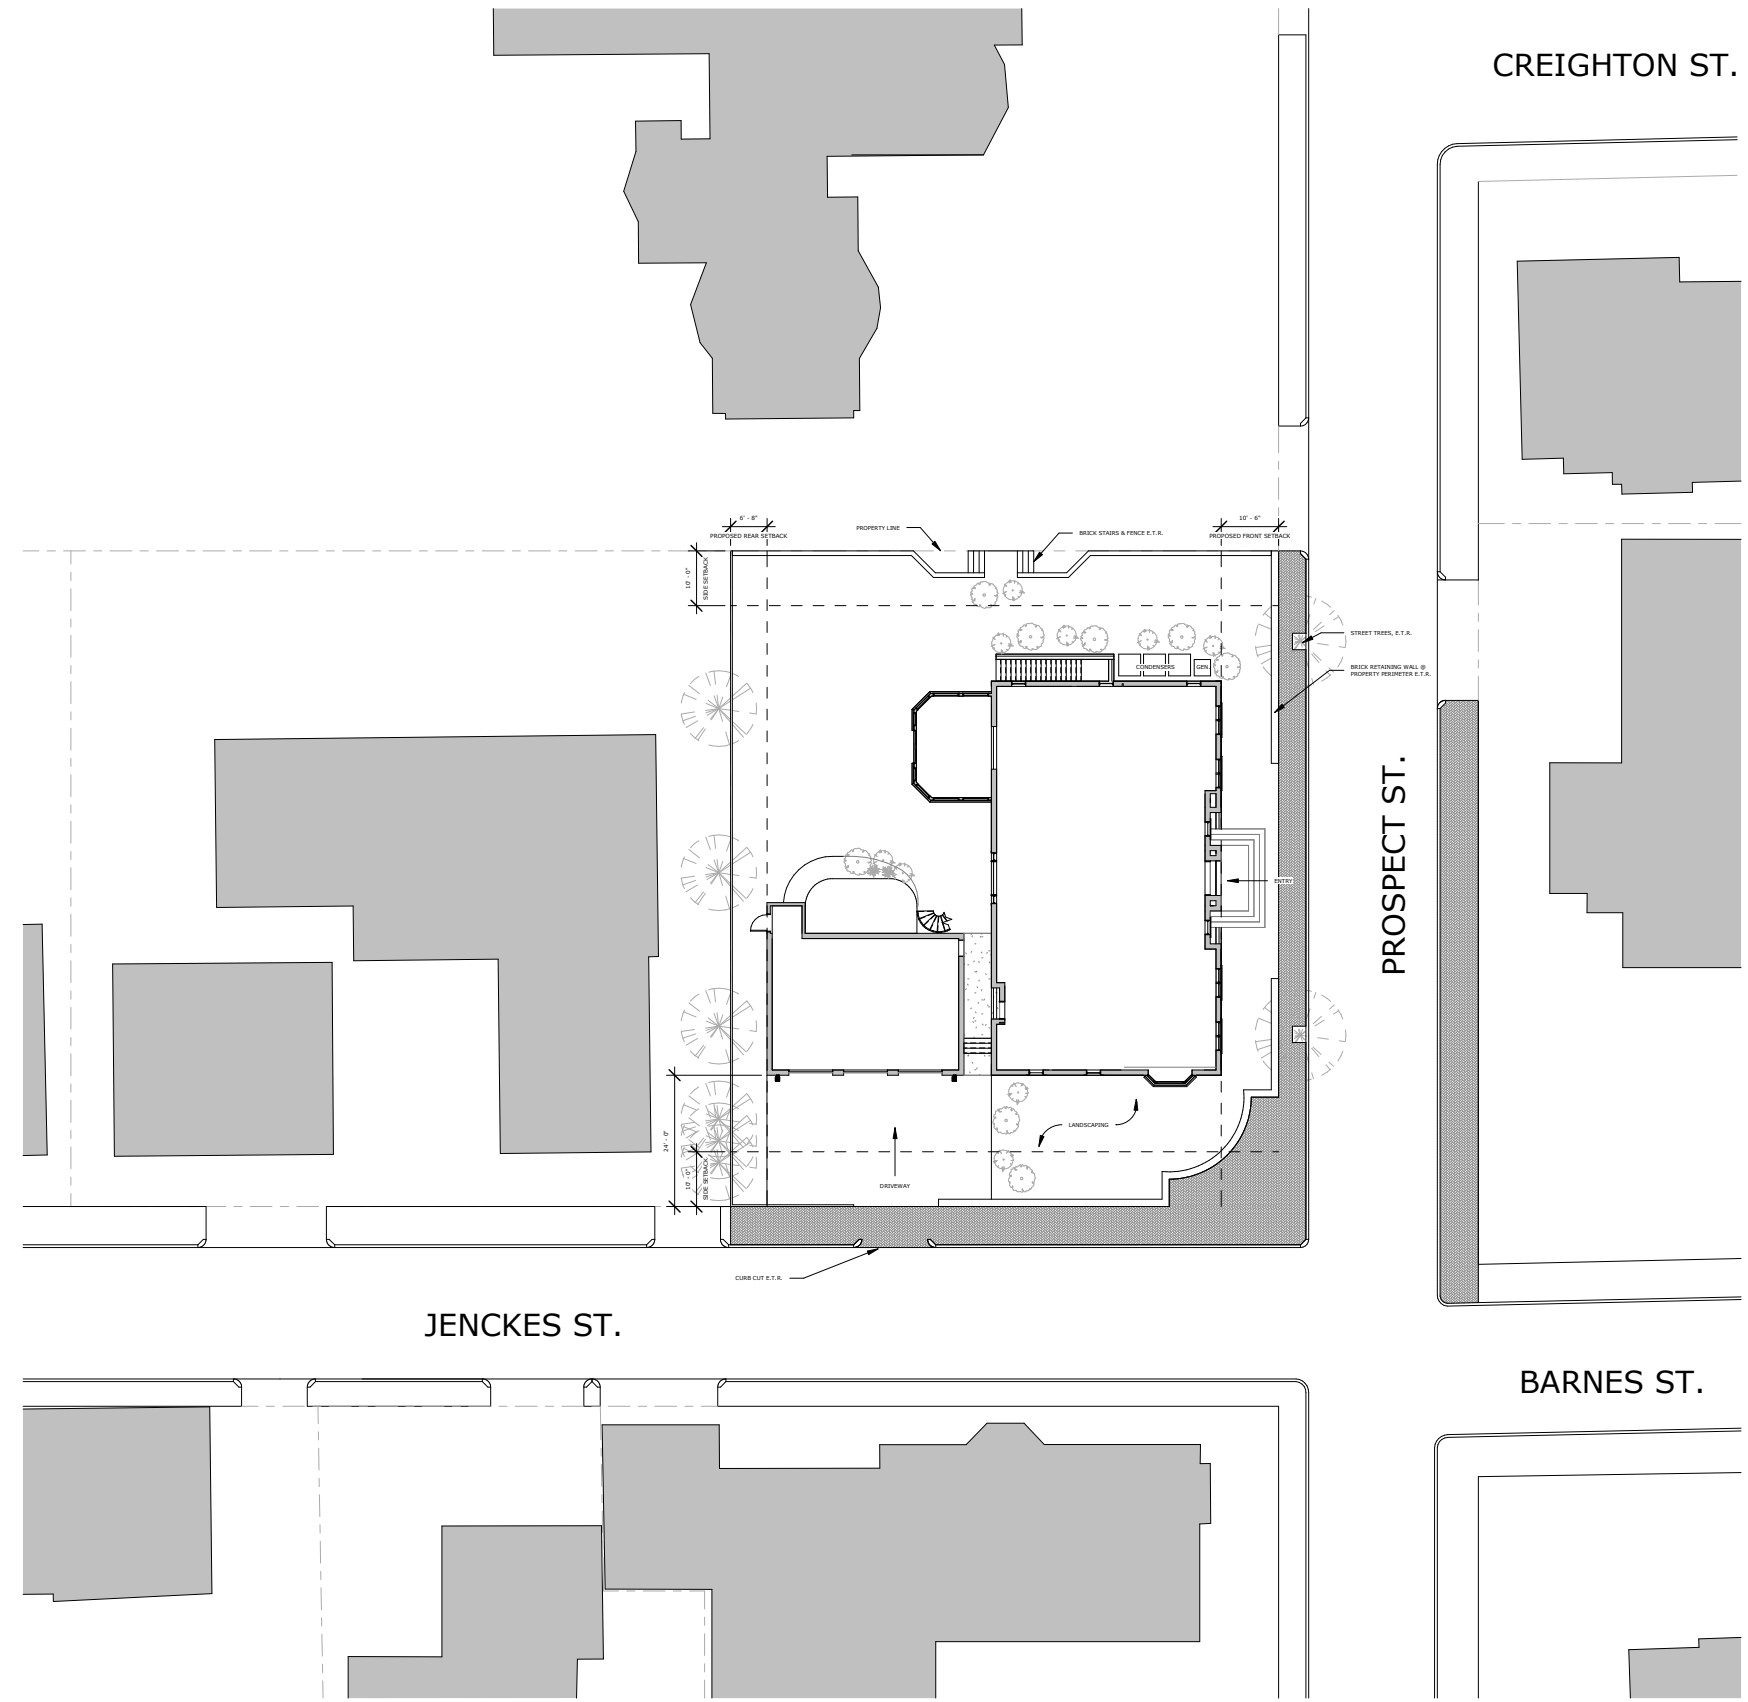 CREIGHTON ST.
6' - 8"
PROPOSED REAR SETBACK
PROPERTY LINE
BRICK STAIRS & FENCE E.T.R.
10' - 6"
PROPOSED FRONT SETBACK
10' - 0"
SIDE SETBACK
STREET TREES, E.T.R.
CONDENSERS
GEN.
BRICK RETAINING WALL @
PROPERTY PERIMETER E.T.R.
PROSPECT ST.
ENTRY
LANDSCAPING
24' - 0"
10' - 0"
SIDE SETBACK
DRIVEWAY
CURB CUT E.T.R.
JENCKES ST.
BARNES ST.